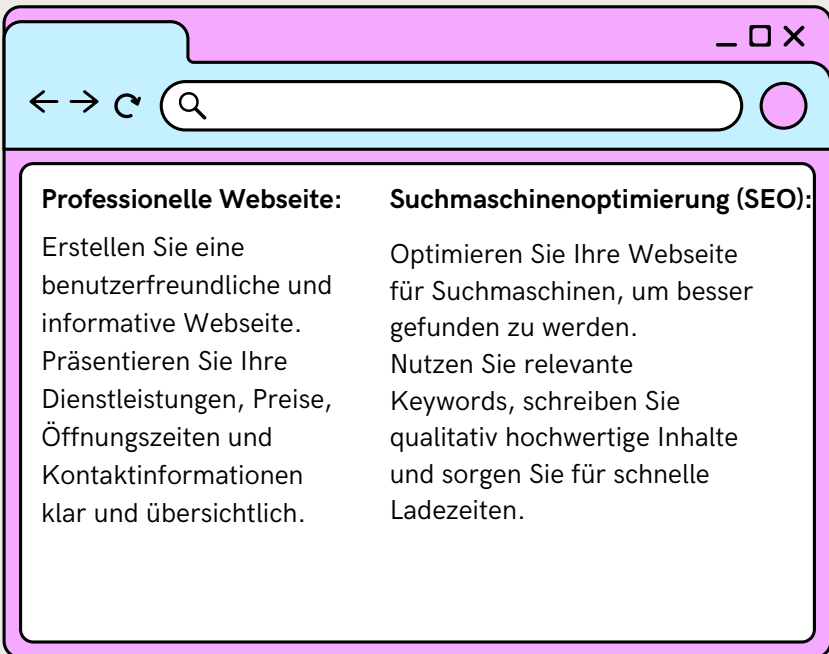 Professionelle Webseite:
Erstellen Sie eine
benutzerfreundliche und
informative Webseite.
Präsentieren Sie Ihre
Dienstleistungen, Preise,
Öffnungszeiten und
Kontaktinformationen
klar und übersichtlich.
Suchmaschinenoptimierung (SEO):
Optimieren Sie Ihre Webseite
für Suchmaschinen, um besser
gefunden zu werden.
Nutzen Sie relevante
Keywords, schreiben Sie
qualitativ hochwertige Inhalte
und sorgen Sie für schnelle
Ladezeiten.